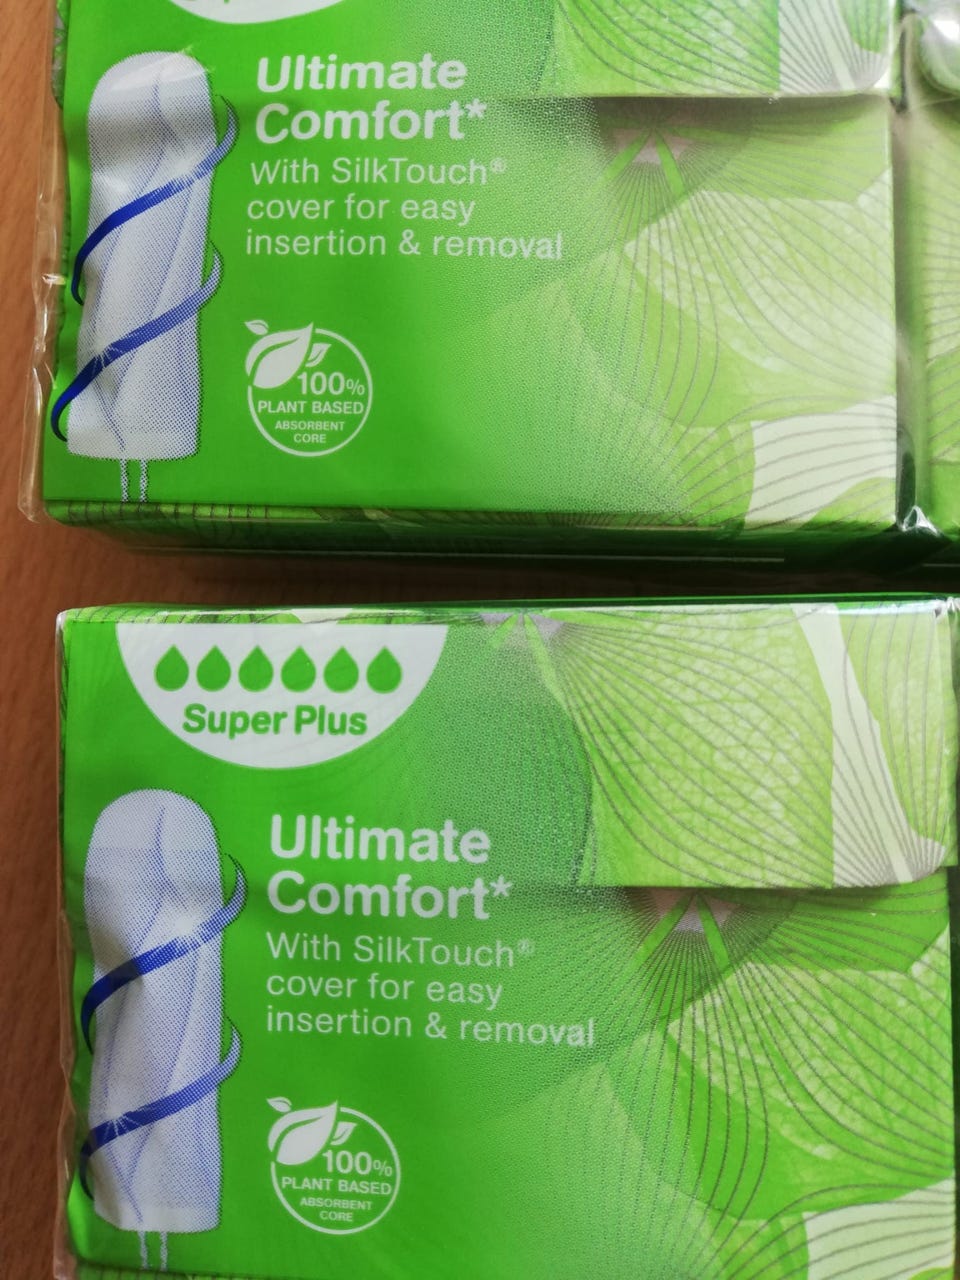 Ultimate
Comfort*
With SilkTouch®
cover for easy
insertion & removal
100%
PLANT BASED
ABSORBENT
CORE
Super Plus
Ultimate
Comfort*
With SilkTouch®
cover for easy
insertion & removal
100%
PLANT BASED
ABSORBENT
CORE